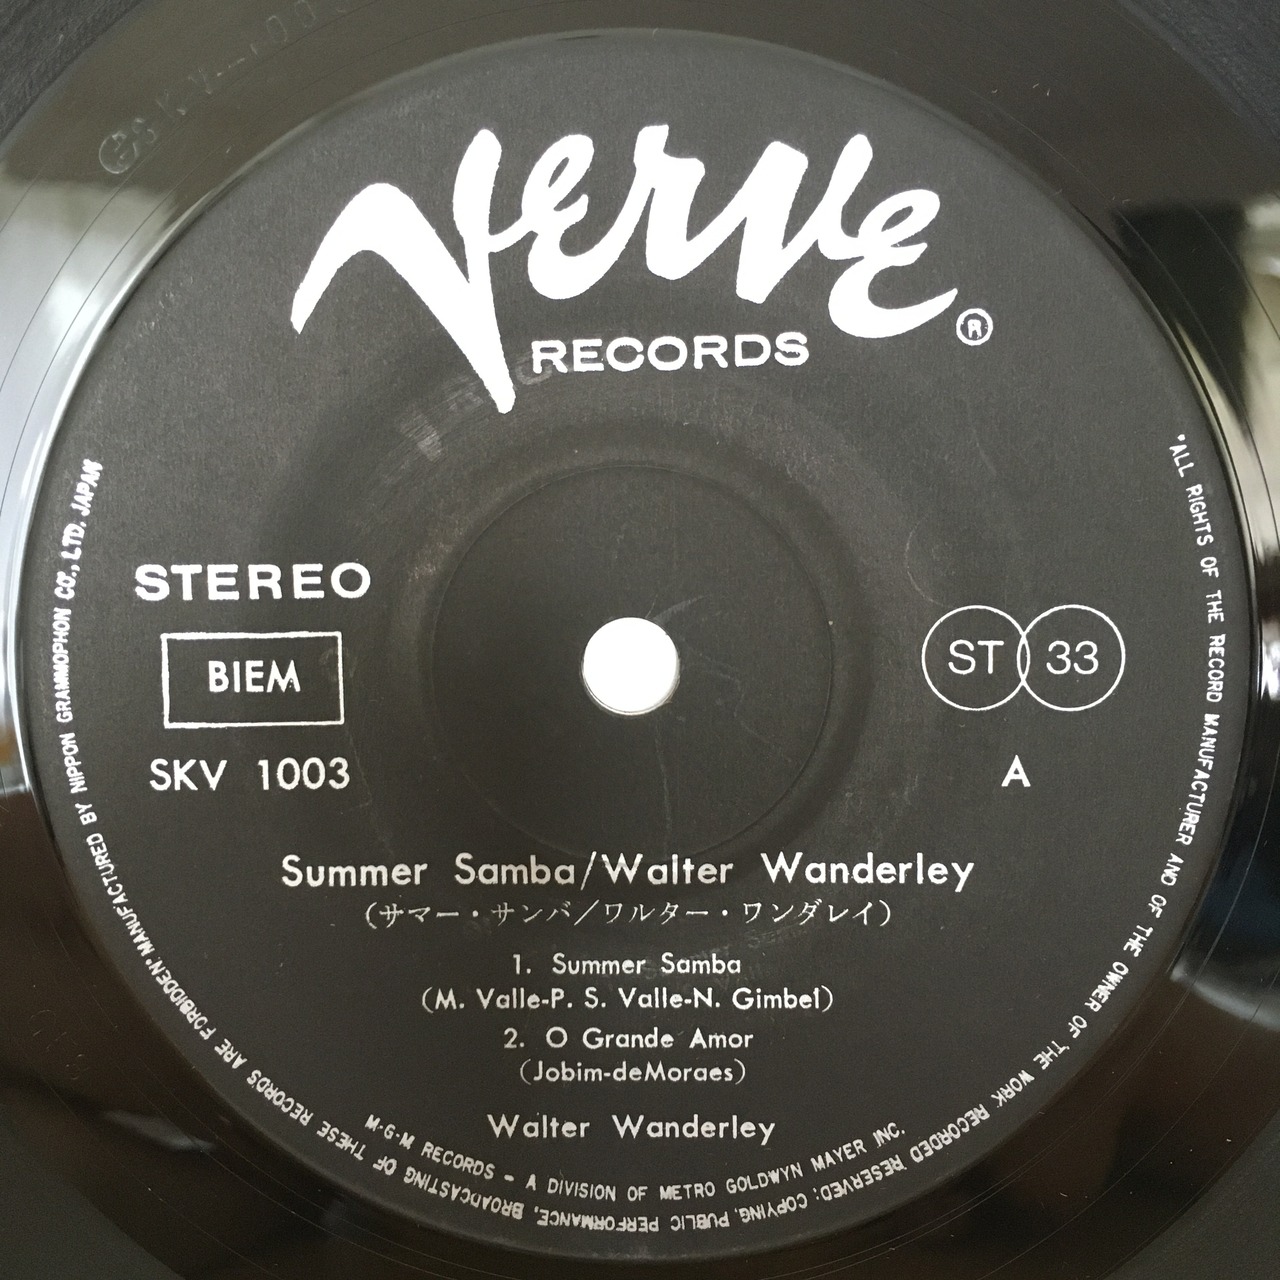 Verve
RECORDS
®
STEREO
BIEM
SKV 1003
ST 33
A
Summer Samba/Walter Wanderley
(サマー・サンバ/ワルター・ワンダレイ)
1. Summer Samba
(M. Valle-P. S. Valle-N. Gimbel)
2. O Grande Amor
(Jobim-deMoraes)
Walter Wanderley
M·G·M RECORDS - A DIVISION OF METRO GOLDWYN MAYER INC.
"ALL RIGHTS OF THE RECORD MANUFACTURER AND OF THE OWNER OF THE WORK RECORDED RESERVED; COPYING, PUBLIC PERFORMANCE, BROADCASTING OF THESE RECORDS ARE FORBIDDEN" MANUFACTURED BY NIPPON GRAMMOPHON CO., LTD. JAPAN